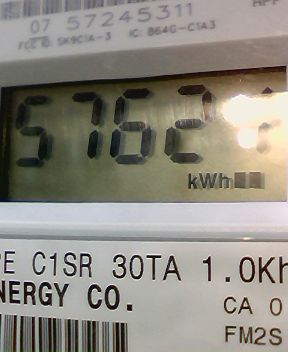 07 57245311
FCC ID: SK9C1A-3 IC: 864G-C1A3
5762
kWh
PE C1SR 30TA 1.0Kh
NERGY CO.
CA 0
FM2S